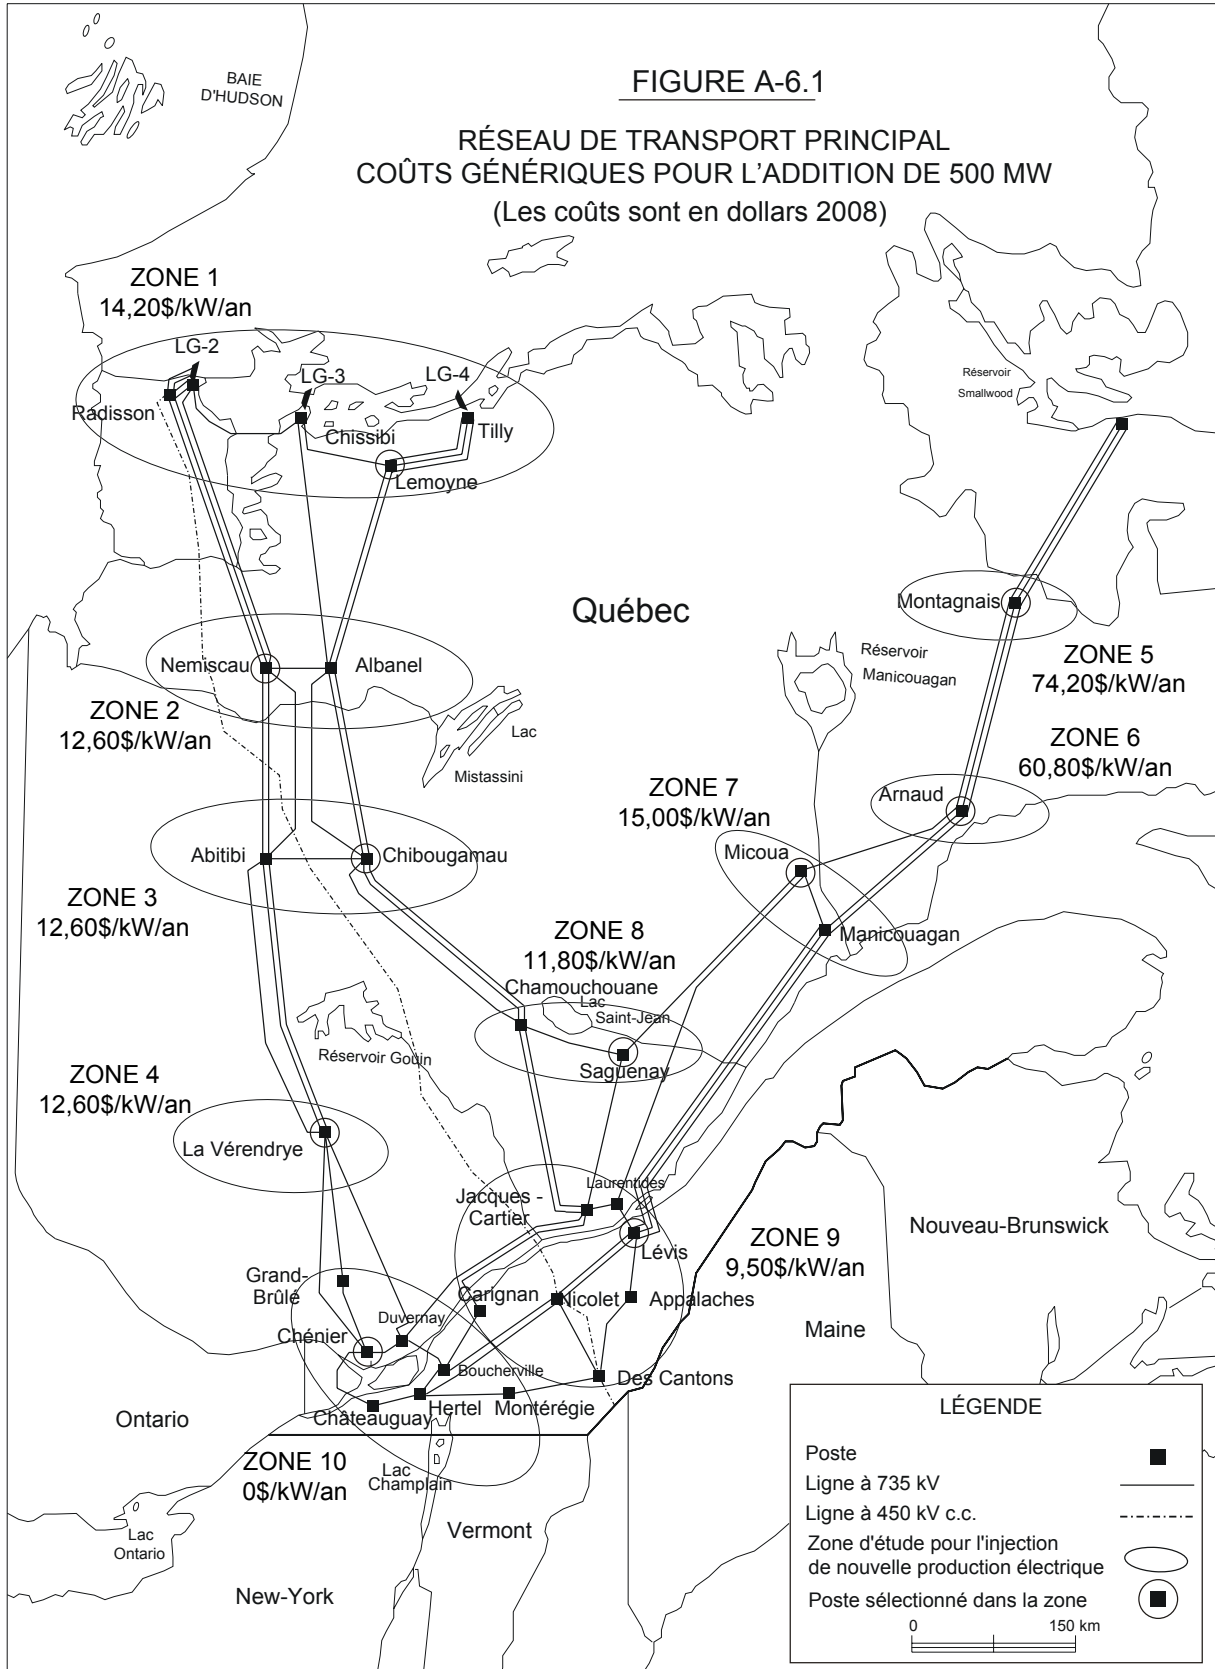 FIGURE A-6.1
BAIE
D'HUDSON
RÉSEAU DE TRANSPORT PRINCIPAL
COÛTS GÉNÉRIQUES POUR L'ADDITION DE 500 MW
(Les coûts sont en dollars 2008)
ZONE 1
14,20$/kW/an
LG-2
LG-3
LG-4
Radisson
Chissibi
Tilly
Lemoyne
Réservoir
Smallwood
Québec
Montagnais
Nemiscau
Albanel
Réservoir
Manicouagan
ZONE 5
74,20$/kW/an
ZONE 2
12,60$/kW/an
Lac
Mistassini
ZONE 6
60,80$/kW/an
ZONE 7
15,00$/kW/an
Arnaud
Abitibi
Chibougamau
Micoua
ZONE 3
12,60$/kW/an
Manicouagan
ZONE 8
11,80$/kW/an
Chamouchouane
Lac
Saint-Jean
Réservoir Gouin
Saguenay
ZONE 4
12,60$/kW/an
La Vérendrye
Laurentides
Jacques -
Cartier
Nouveau-Brunswick
ZONE 9
9,50$/kW/an
Lévis
Grand-
Brûlé
Carignan
Nicolet
Appalaches
Duvernay
Maine
Chénier
Boucherville
Des Cantons
Ontario
Châteauguay
Hertel
Montérégie
ZONE 10
0$/kW/an
Lac
Champlain
Lac
Ontario
Vermont
New-York
LÉGENDE
Poste
Ligne à 735 kV
Ligne à 450 kV c.c.
Zone d'étude pour l'injection
de nouvelle production électrique
Poste sélectionné dans la zone
0 150 km